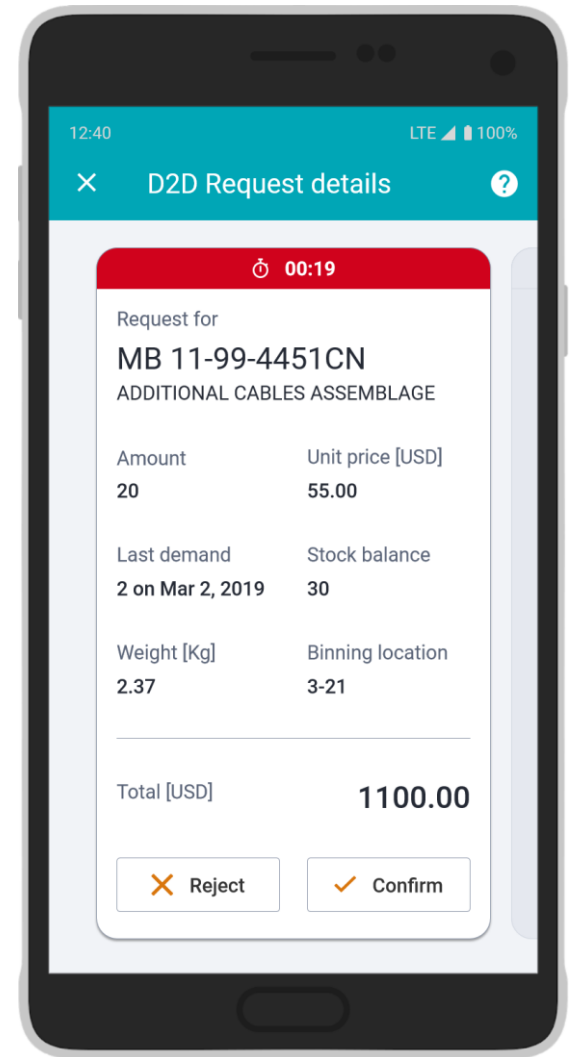 12:40 LTE 100%
D2D Request details ?
00:19
Request for
MB 11-99-4451CN
ADDITIONAL CABLES ASSEMBLAGE
Amount Unit price [USD]
20 55.00
Last demand Stock balance
2 on Mar 2, 2019 30
Weight [Kg] Binning location
2.37 3-21
Total [USD] 1100.00
Reject Confirm